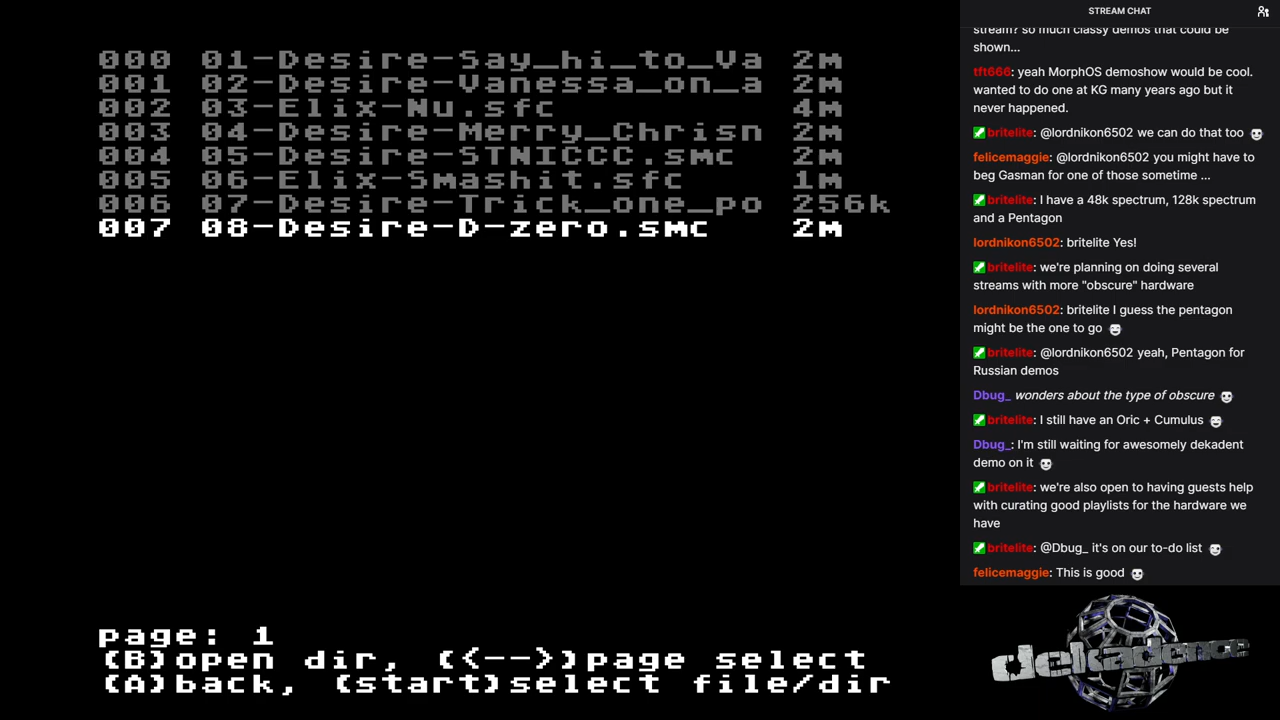 000 01-Desire-Say_hi_to_Va 2m
001 02-Desire-Vanessa_on_a 2m
002 03-Elix-Nu.sfc 4m
003 04-Desire-Merry_Chrisn 2m
004 05-Desire-STNICCC.smc 2m
005 06-Elix-Smashit.sfc 1m
006 07-Desire-Trick_one_po 256k
007 08-Desire-D-zero.smc 2m
page: 1
(B)open dir, (<-->)page select
(A)back, (start)select file/dir
STREAM CHAT
stream? so much classy demos that could be
shown...
tft666: yeah MorphOS demoshow would be cool.
wanted to do one at KG many years ago but it
never happened.
britelite: @lordnikon6502 we can do that too
felicemaggie: @lordnikon6502 you might have to
beg Gasman for one of those sometime ...
britelite: I have a 48k spectrum, 128k spectrum
and a Pentagon
lordnikon6502: britelite Yes!
britelite: we're planning on doing several
streams with more "obscure" hardware
lordnikon6502: britelite I guess the pentagon
might be the one to go
britelite: @lordnikon6502 yeah, Pentagon for
Russian demos
Dbug_ wonders about the type of obscure
britelite: I still have an Oric + Cumulus
Dbug_: I'm still waiting for awesomely dekadent
demo on it
britelite: we're also open to having guests help
with curating good playlists for the hardware we
have
britelite: @Dbug_ it's on our to-do list
felicemaggie: This is good
dekadence